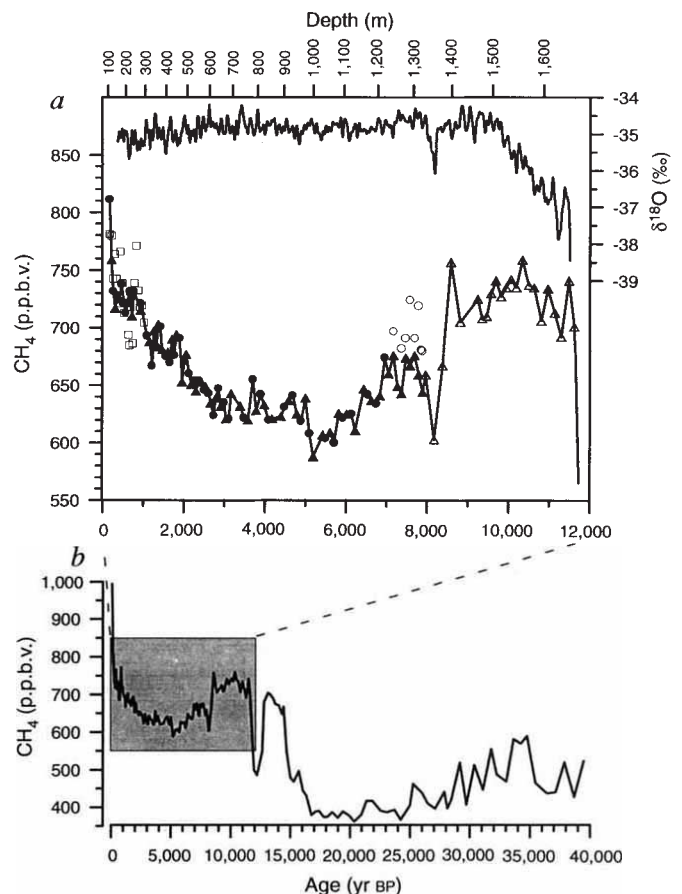 Depth (m)
100 200 300 400 500 600 700 800 900 1,000 1,100 1,200 1,300 1,400 1,500 1,600
a
CH₄ (p.p.b.v.)
850
800
750
700
650
600
550
-34
-35
-36
-37
-38
-39
δ¹⁸O (‰)
0 2,000 4,000 6,000 8,000 10,000 12,000
b
CH₄ (p.p.b.v.)
1,000
900
800
700
600
500
400
0 5,000 10,000 15,000 20,000 25,000 30,000 35,000 40,000
Age (yr BP)